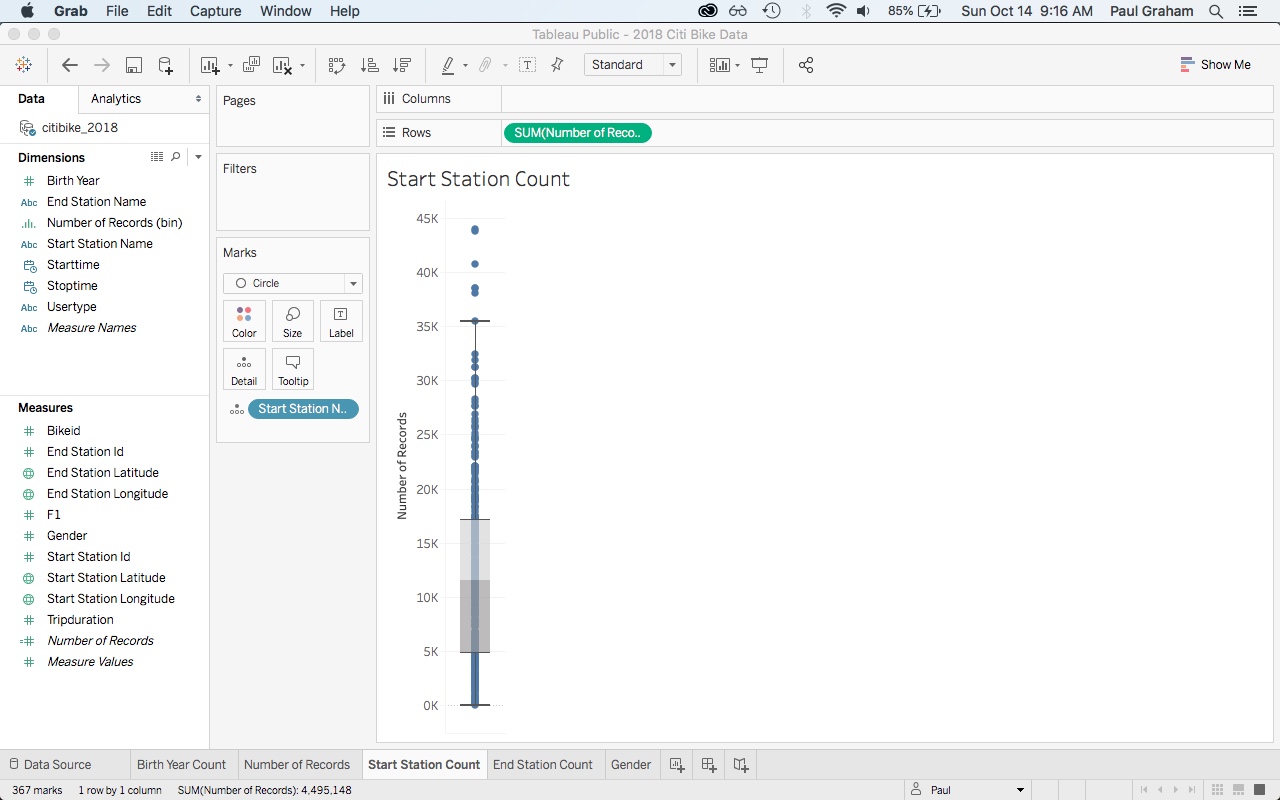 Grab File Edit Capture Window Help 85% Sun Oct 14 9:16 AM Paul Graham
Tableau Public - 2018 Citi Bike Data
Standard Show Me
Data Analytics
citibike_2018
Dimensions
Birth Year
Abc End Station Name
Number of Records (bin)
Abc Start Station Name
Starttime
Stoptime
Abc Usertype
Abc Measure Names
Measures
Bikeid
End Station Id
End Station Latitude
End Station Longitude
F1
Gender
Start Station Id
Start Station Latitude
Start Station Longitude
Tripduration
Number of Records
Measure Values
Pages
Filters
Marks
Circle
Color Size Label
Detail Tooltip
Start Station N..
Columns
Rows SUM(Number of Reco..
Start Station Count
45K
40K
35K
30K
25K
20K
15K
10K
5K
0K
Number of Records
Data Source Birth Year Count Number of Records Start Station Count End Station Count Gender
367 marks 1 row by 1 column SUM(Number of Records): 4,495,148 Paul